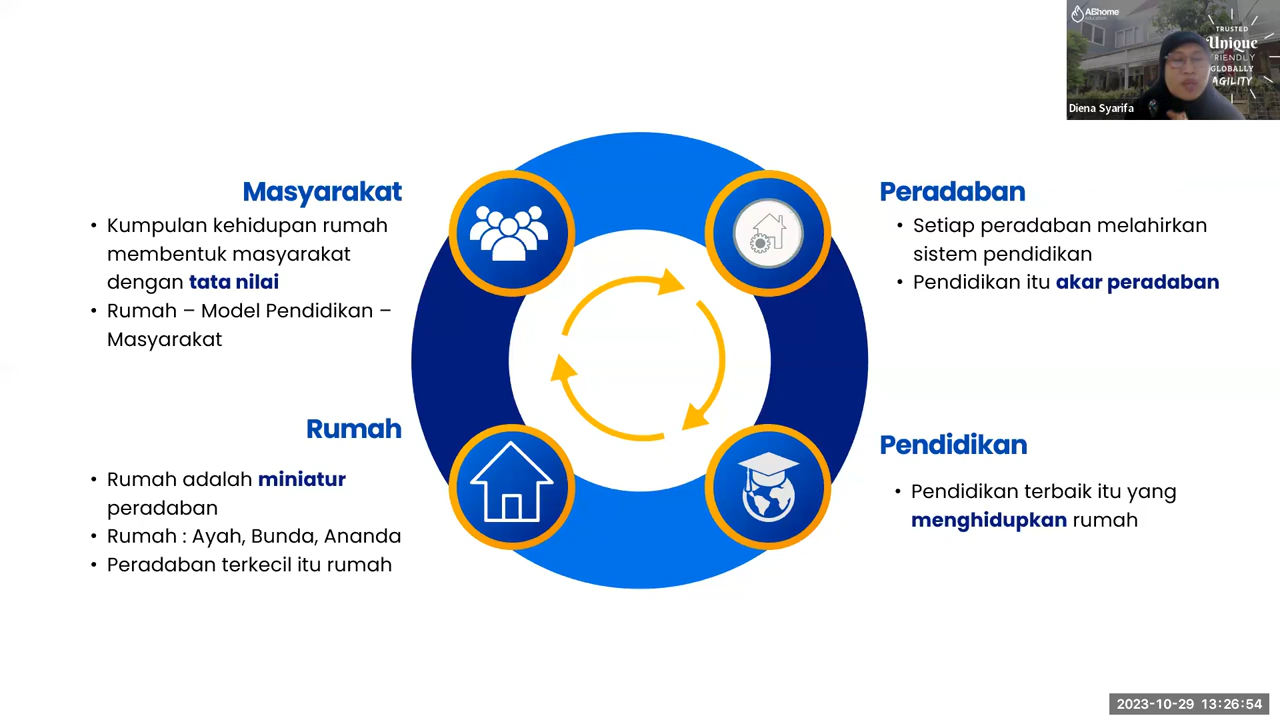 ABhome
education
TRUSTED
Unique
FRIENDLY
GLOBALLY
AGILITY
Diena Syarifa
Masyarakat
• Kumpulan kehidupan rumah
membentuk masyarakat
dengan tata nilai
• Rumah – Model Pendidikan –
Masyarakat
Peradaban
• Setiap peradaban melahirkan
sistem pendidikan
• Pendidikan itu akar peradaban
Rumah
• Rumah adalah miniatur
peradaban
• Rumah : Ayah, Bunda, Ananda
• Peradaban terkecil itu rumah
Pendidikan
• Pendidikan terbaik itu yang
menghidupkan rumah
2023-10-29 13:26:54